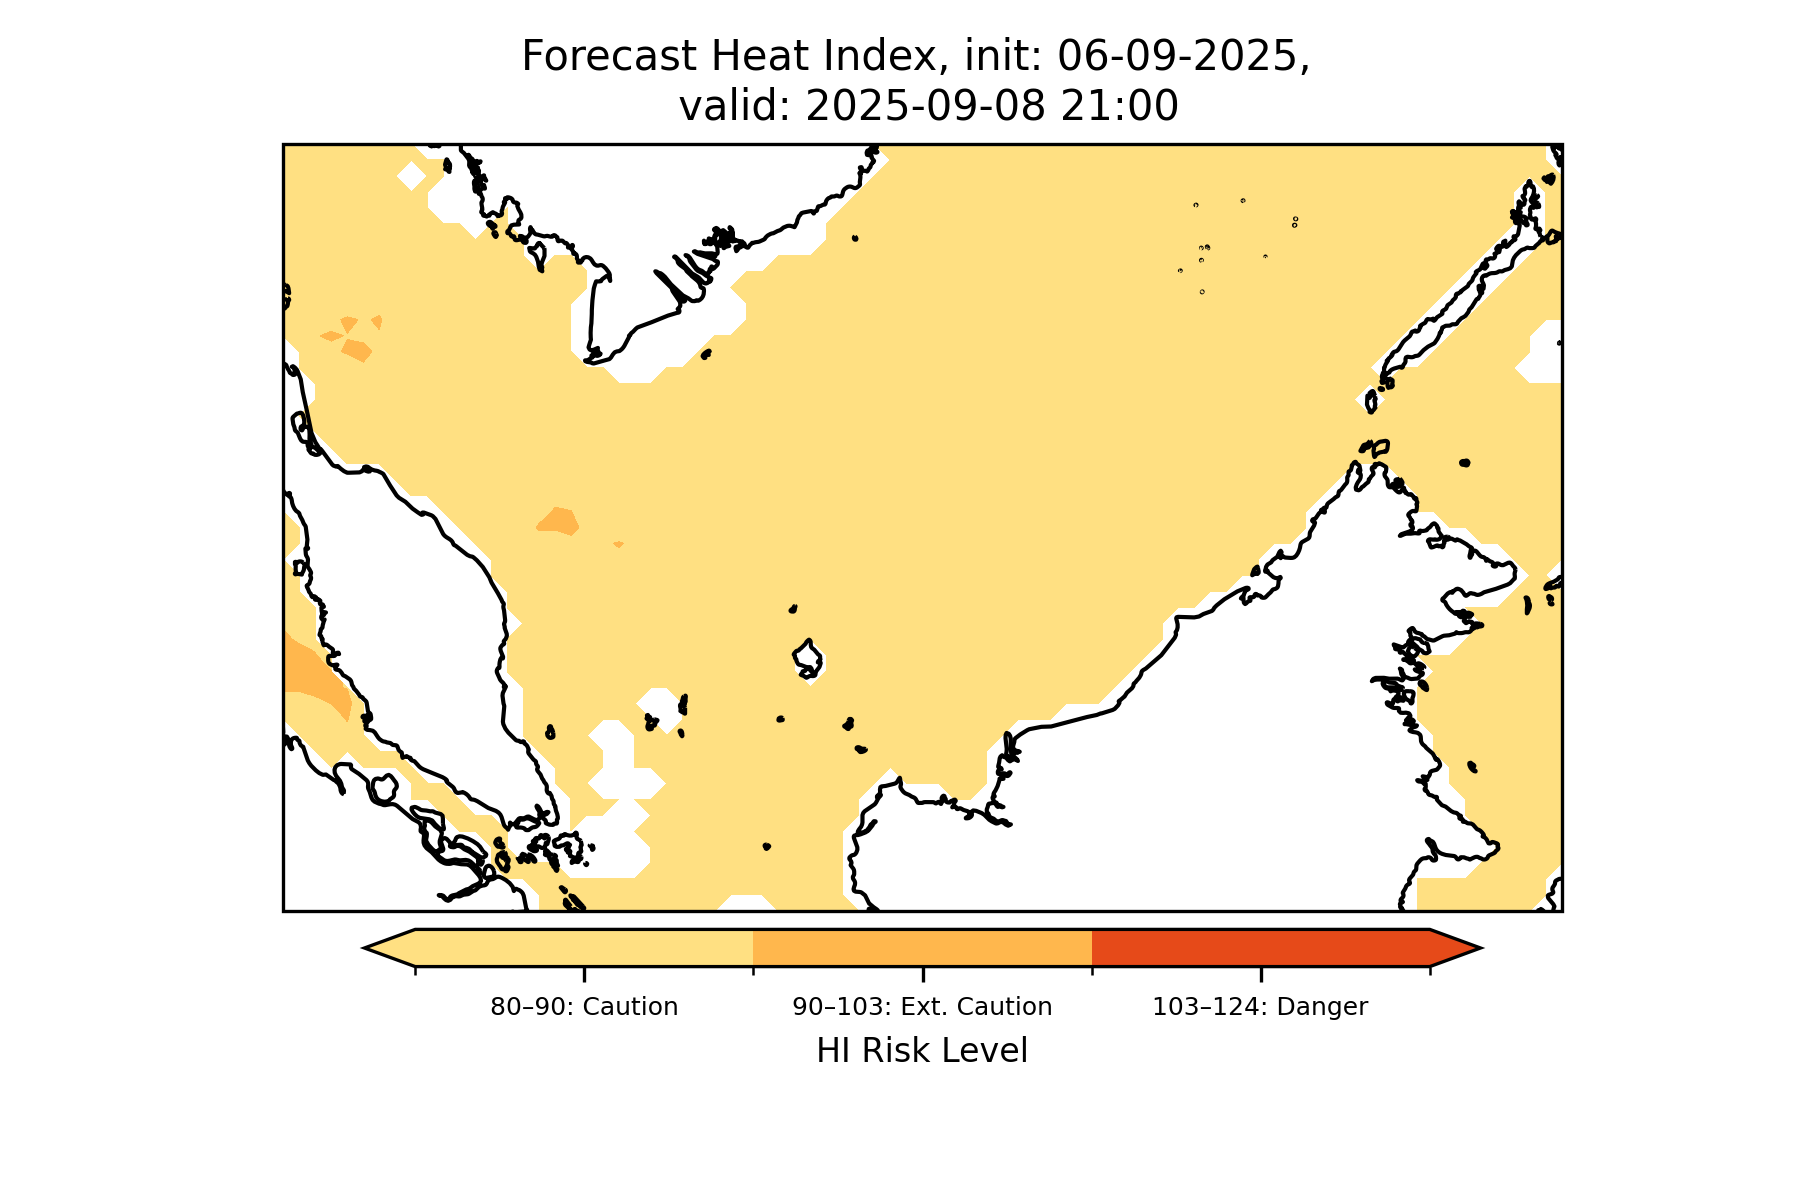 Forecast Heat Index, init: 06-09-2025,
valid: 2025-09-08 21:00
80–90: Caution
90–103: Ext. Caution
103–124: Danger
HI Risk Level